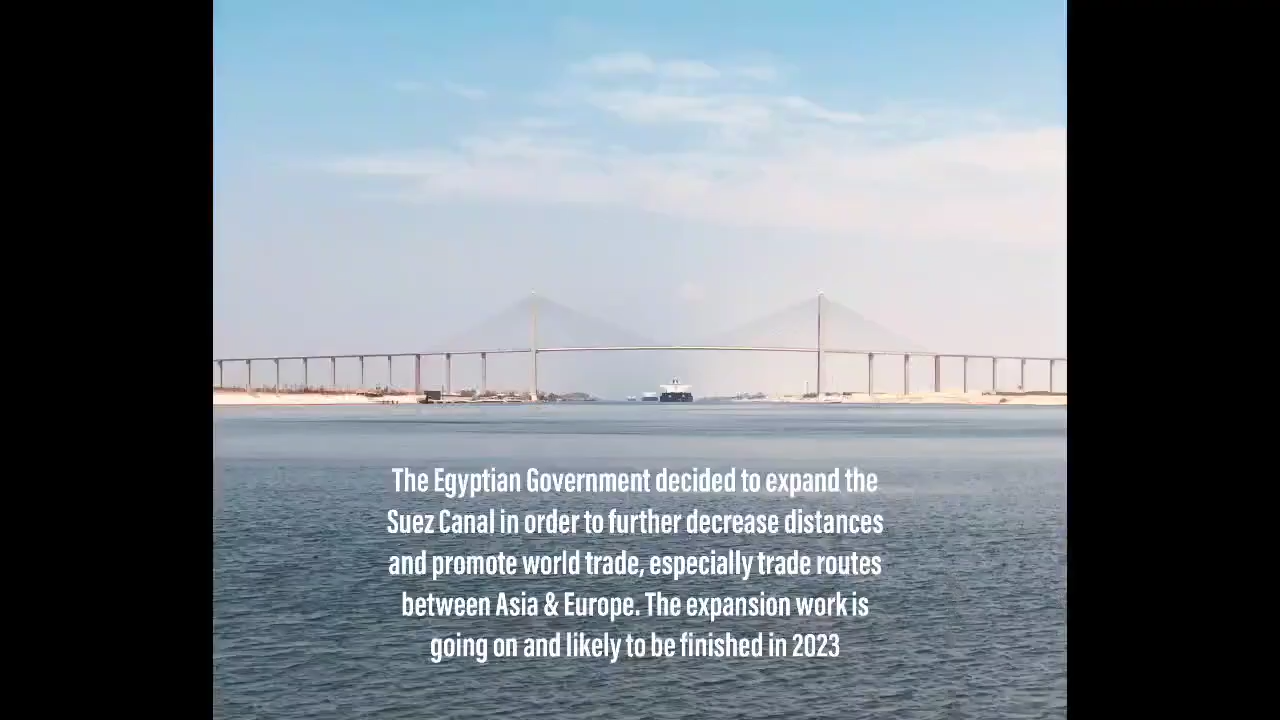 The Egyptian Government decided to expand the
Suez Canal in order to further decrease distances
and promote world trade, especially trade routes
between Asia & Europe. The expansion work is
going on and likely to be finished in 2023